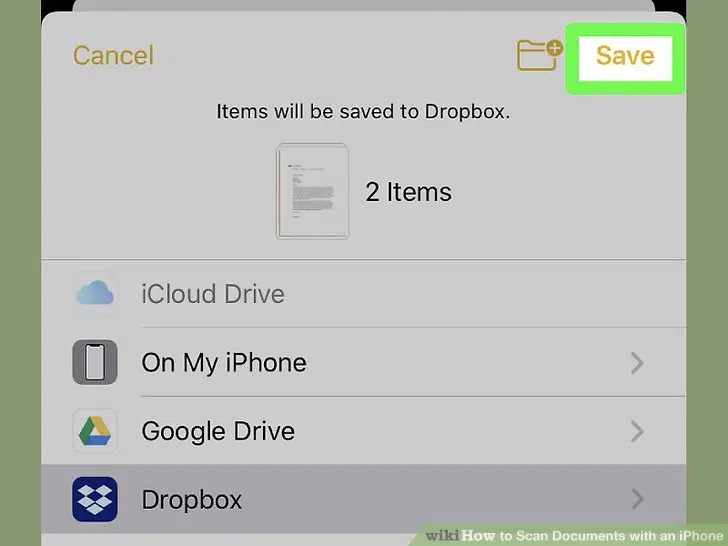 Cancel
Save
Items will be saved to Dropbox.
2 Items
iCloud Drive
On My iPhone
Google Drive
Dropbox
wikiHow to Scan Documents with an iPhone